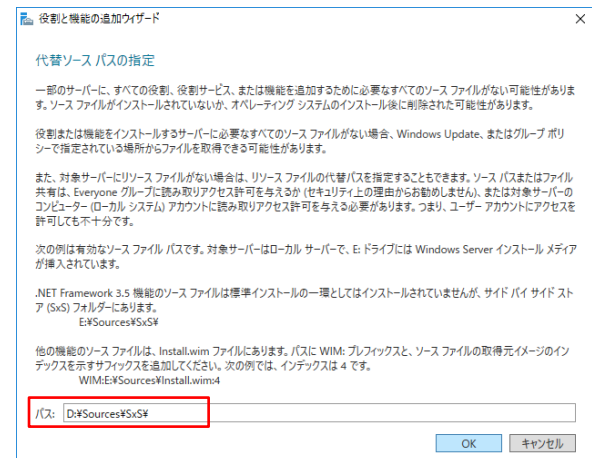 役割と機能の追加ウィザード
代替ソース パスの指定
一部のサーバーに、すべての役割、役割サービス、または機能を追加するために必要なすべてのソース ファイルがない可能性がありま
す。ソース ファイルがインストールされていないか、オペレーティング システムのインストール後に削除された可能性があります。
役割または機能をインストールするサーバーに必要なすべてのソース ファイルがない場合、Windows Update、またはグループ ポリ
シーで指定されている場所からファイルを取得できる可能性があります。
また、対象サーバーにリソース ファイルがない場合は、リソース ファイルの代替パスを指定することもできます。ソース パスまたはファイル
共有は、Everyone グループに読み取りアクセス許可を与えるか (セキュリティ上の理由からお勧めしません)、または対象サーバーの
コンピューター (ローカル システム) アカウントに読み取りアクセス許可を与える必要があります。つまり、ユーザー アカウントにアクセスを
許可しても不十分です。
次の例は有効なソース ファイル パスです。対象サーバーはローカル サーバーで、E: ドライブには Windows Server インストール メディア
が挿入されています。
.NET Framework 3.5 機能のソース ファイルは標準インストールの一環としてはインストールされていませんが、サイド バイ サイド スト
ア (SxS) フォルダーにあります。
E:¥Sources¥SxS¥
他の機能のソース ファイルは、Install.wim ファイルにあります。パスに WIM: プレフィックスと、ソース ファイルの取得元イメージのイン
デックスを示すサフィックスを追加してください。次の例では、インデックスは 4 です。
WIM:E:¥Sources¥Install.wim:4
パス: D:¥Sources¥SxS¥
OK キャンセル